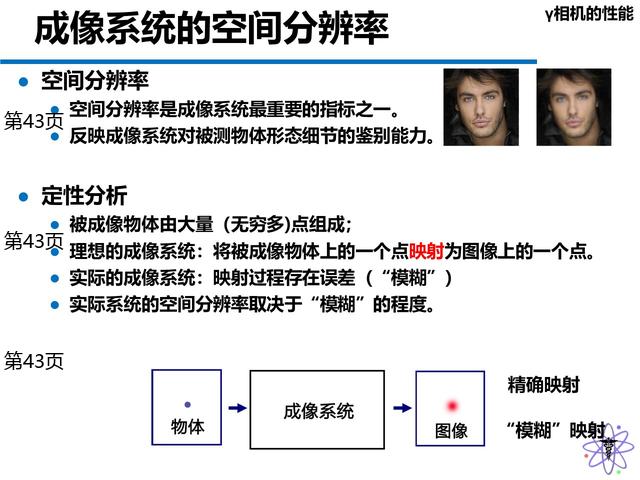 成像系统的空间分辨率
γ相机的性能
空间分辨率
空间分辨率是成像系统最重要的指标之一。
第43页
反映成像系统对被测物体形态细节的鉴别能力。
定性分析
被成像物体由大量（无穷多)点组成；
第43页
理想的成像系统：将被成像物体上的一个点映射为图像上的一个点。
实际的成像系统：映射过程存在误差（“模糊”）
实际系统的空间分辨率取决于“模糊”的程度。
第43页
物体
成像系统
图像
精确映射
“模糊”映射